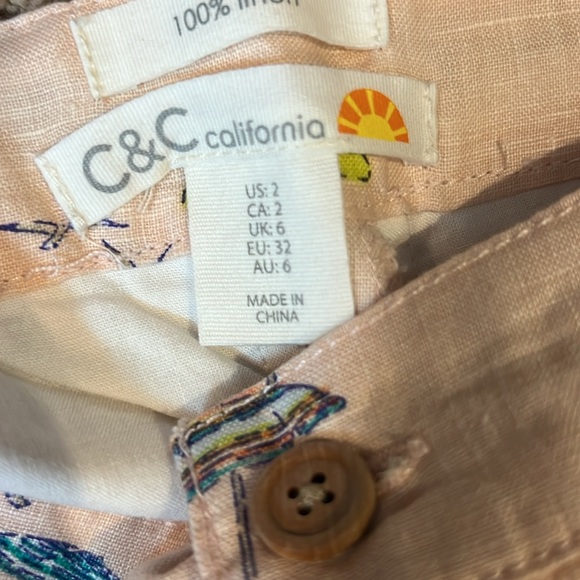 100% linen
C&C california
US: 2
CA: 2
UK: 6
EU: 32
AU: 6
MADE IN
CHINA